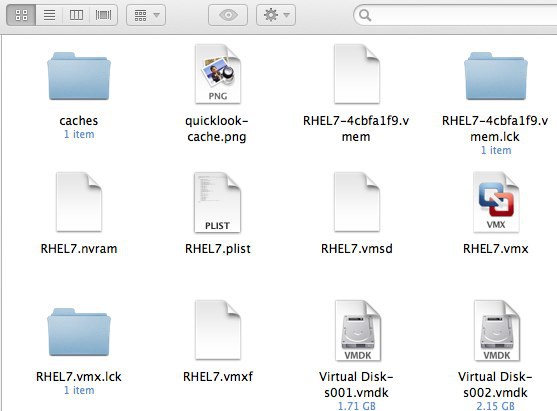 caches
1 item
PNG
quicklook-
cache.png
RHEL7-4cbfa1f9.v
mem
RHEL7-4cbfa1f9.v
mem.lck
1 item
RHEL7.nvram
PLIST
RHEL7.plist
RHEL7.vmsd
VMX
RHEL7.vmx
RHEL7.vmx.lck
1 item
RHEL7.vmxf
VMDK
Virtual Disk-
s001.vmdk
1.71 GB
VMDK
Virtual Disk-
s002.vmdk
2.15 GB